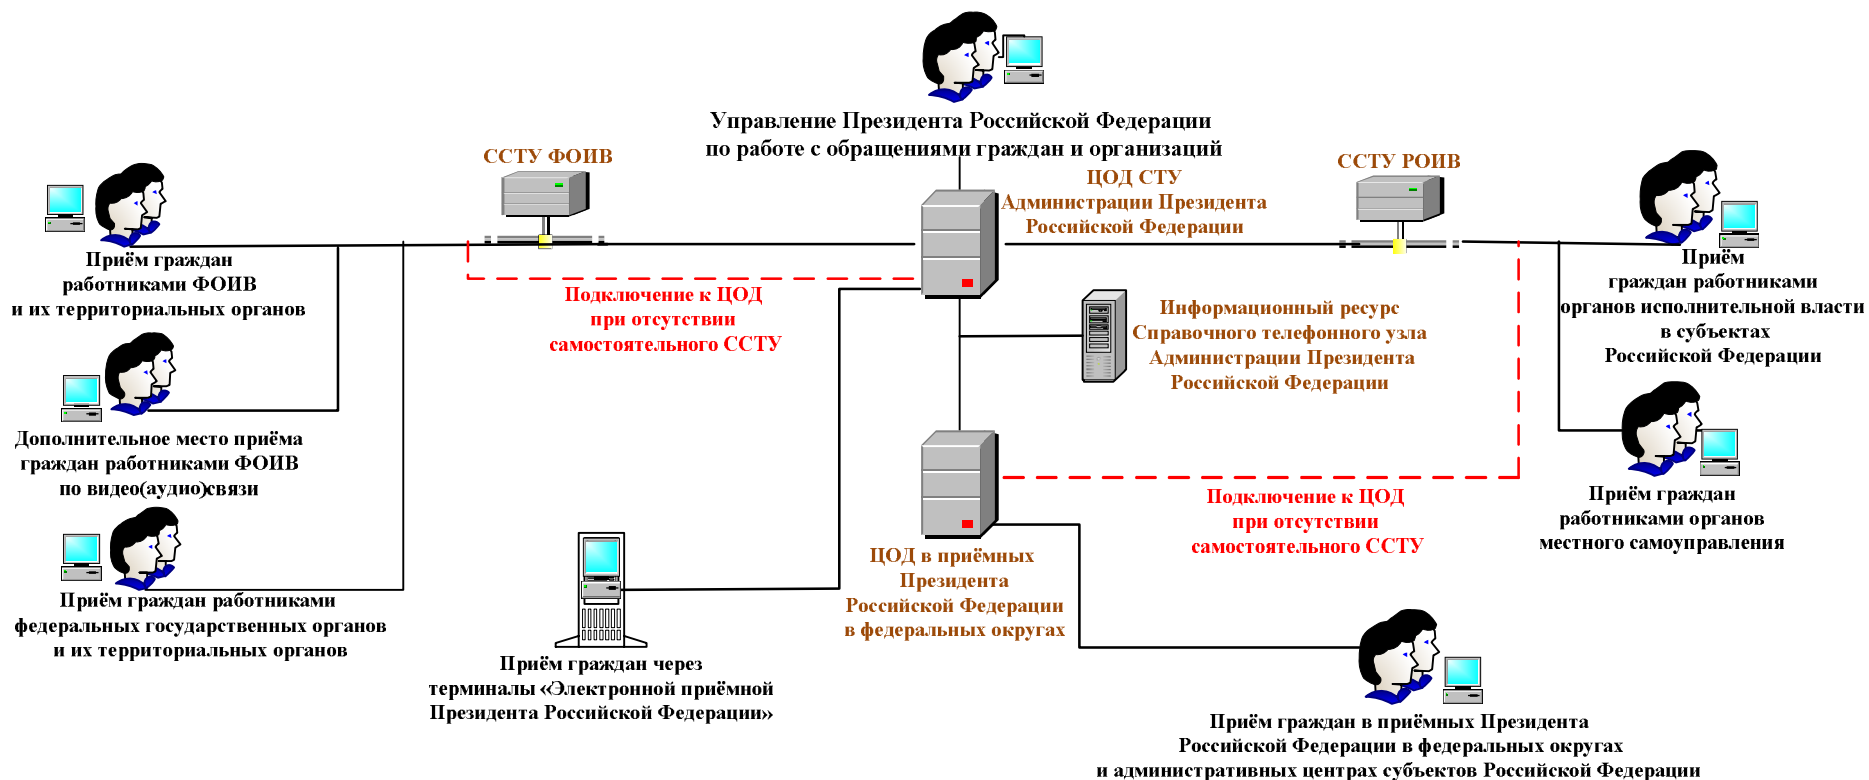 Управление Президента Российской Федерации
по работе с обращениями граждан и организаций
ССТУ ФОИВ
ЦОД СТУ
Администрации Президента
Российской Федерации
ССТУ РОИВ
Приём граждан
работниками ФОИВ
и их территориальных органов
Подключение к ЦОД
при отсутствии
самостоятельного ССТУ
Информационный ресурс
Справочного телефонного узла
Администрации Президента
Российской Федерации
Приём
граждан работниками
органов исполнительной власти
в субъектах
Российской Федерации
Дополнительное место приёма
граждан работниками ФОИВ
по видео(аудио)связи
Подключение к ЦОД
при отсутствии
самостоятельного ССТУ
Приём граждан
работниками органов
местного самоуправления
Приём граждан работниками
федеральных государственных органов
и их территориальных органов
ЦОД в приёмных
Президента
Российской Федерации
в федеральных округах
Приём граждан через
терминалы «Электронной приёмной
Президента Российской Федерации»
Приём граждан в приёмных Президента
Российской Федерации в федеральных округах
и административных центрах субъектов Российской Федерации